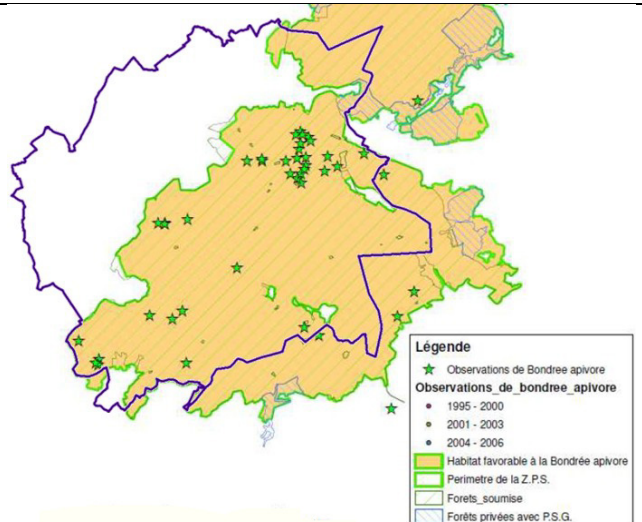 Légende
Observations de Bondree apivore
Observations_de_bondree_apivore
1995 - 2000
2001 - 2003
2004 - 2006
Habitat favorable à la Bondrée apivore
Perimetre de la Z.P.S.
Forets_soumise
Forêts privées avec P.S.G.